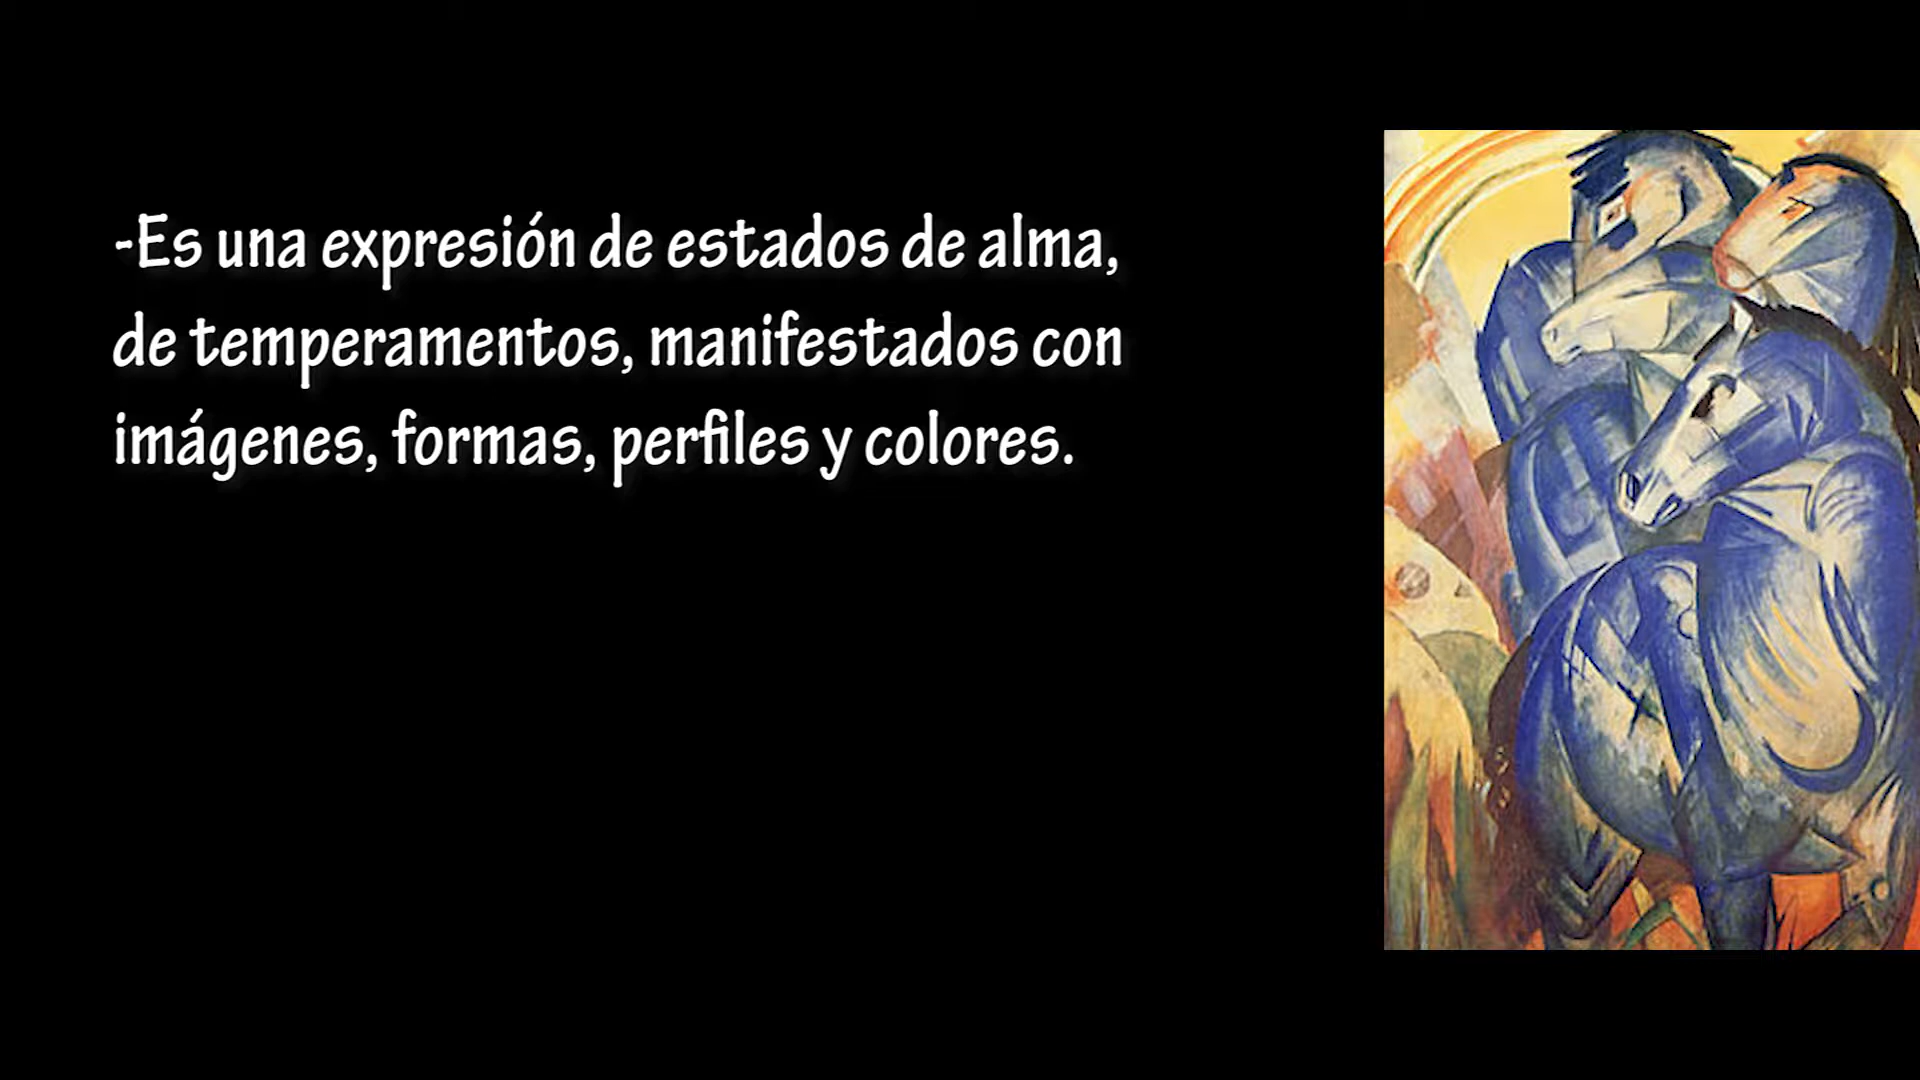 -Es una expresión de estados de alma,
de temperamentos, manifestados con
imágenes, formas, perfiles y colores.